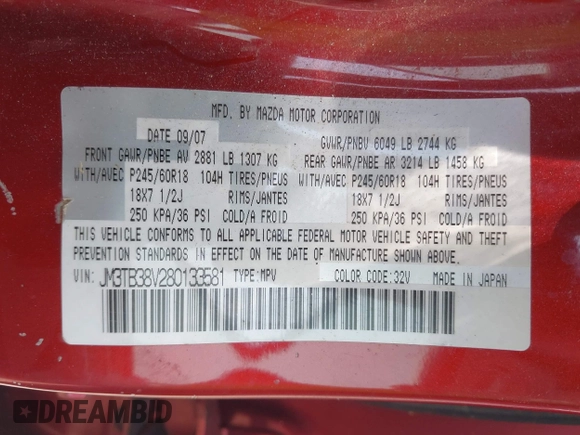 MFD. BY MAZDA MOTOR CORPORATION
DATE 09/07 GVWR/PNBV 6049 LB 2744 KG
FRONT GAWR/PNBE AV 2881 LB 1307 KG REAR GAWR/PNBE AR 3214 LB 1458 KG
WITH/AVEC P245/60R18 104H TIRES/PNEUS WITH/AVEC P245/60R18 104H TIRES/PNEUS
18X7 1/2J RIMS/JANTES 18X7 1/2J RIMS/JANTES
250 KPA/36 PSI COLD/A FROID 250 KPA/36 PSI COLD/A FROID
THIS VEHICLE CONFORMS TO ALL APPLICABLE FEDERAL MOTOR VEHICLE SAFETY AND THEFT
PREVENTION STANDARDS IN EFFECT ON THE DATE OF MANUFACTURE SHOWN ABOVE.
VIN: JM3TB38V280133581 TYPE: MPV COLOR CODE: 32V MADE IN JAPAN
DREAMBID